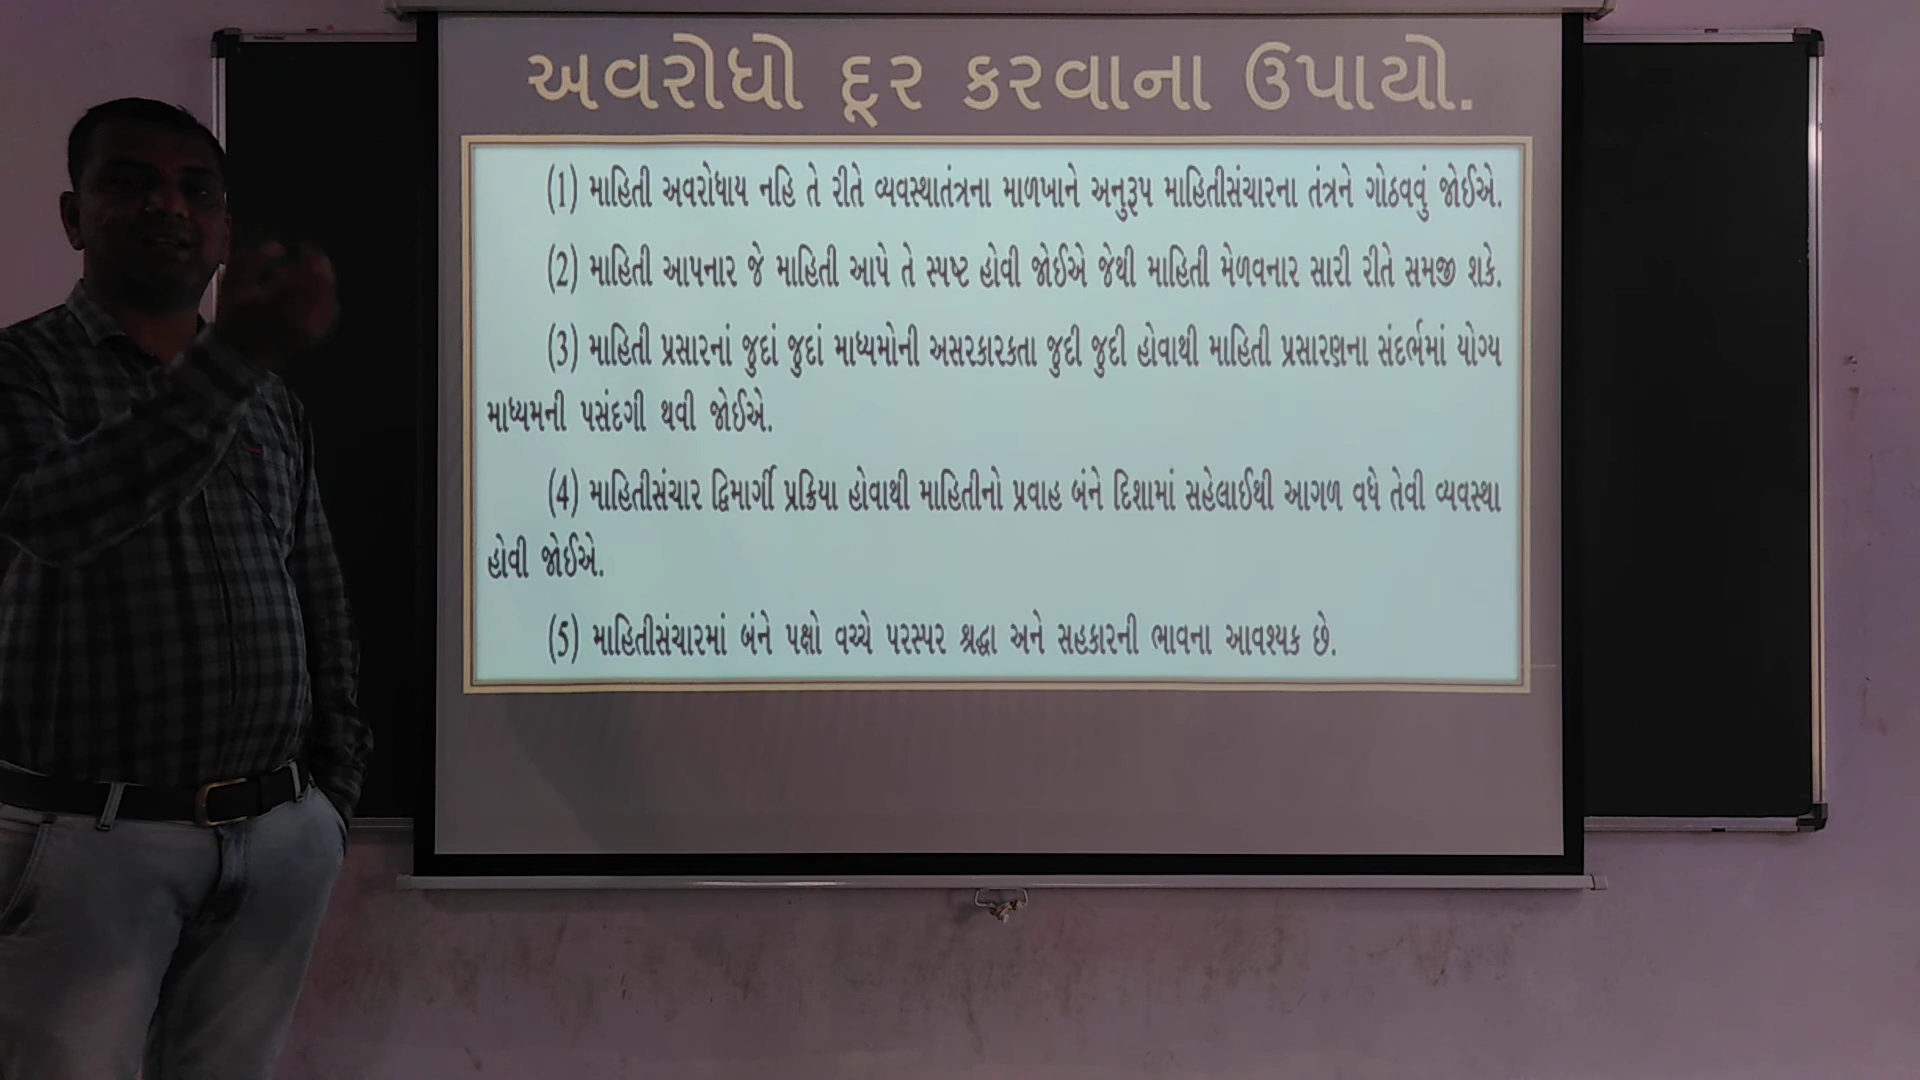 અવરોધો દૂર કરવાના ઉપાયો.
(1) માહિતી અવરોધાય નહિ તે રીતે વ્યવસ્થાતંત્રના માળખાને અનુરૂપ માહિતીસંચારના તંત્રને ગોઠવવું જોઈએ.
(2) માહિતી આપનાર જે માહિતી આપે તે સ્પષ્ટ હોવી જોઈએ જેથી માહિતી મેળવનાર સારી રીતે સમજી શકે.
(3) માહિતી પ્રસારનાં જુદાં જુદાં માધ્યમોની અસરકારકતા જુદી જુદી હોવાથી માહિતી પ્રસારણના સંદર્ભમાં યોગ્ય
માધ્યમની પસંદગી થવી જોઈએ.
(4) માહિતીસંચાર દ્વિમાર્ગી પ્રક્રિયા હોવાથી માહિતીનો પ્રવાહ બંને દિશામાં સહેલાઈથી આગળ વધે તેવી વ્યવસ્થા
હોવી જોઈએ.
(5) માહિતીસંચારમાં બંને પક્ષો વચ્ચે પરસ્પર શ્રદ્ધા અને સહકારની ભાવના આવશ્યક છે.